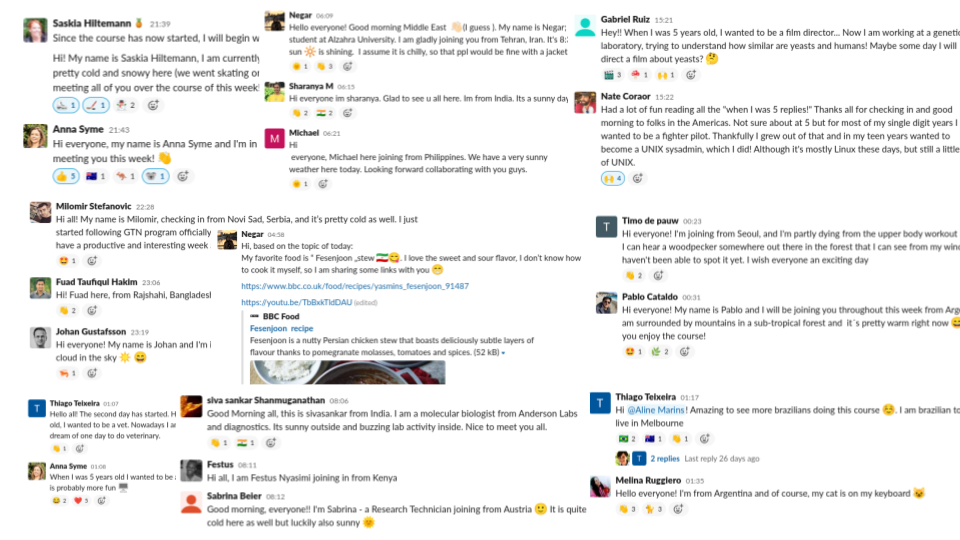 Saskia Hiltemann 🍍 21:39
Since the course has now started, I will begin w
Hi! My name is Saskia Hiltemann, I am currently
pretty cold and snowy here (we went skating or
meeting all of you over the course of this week!
1 1 2
Anna Syme 21:43
Hi everyone, my name is Anna Syme and I'm in
meeting you this week! 👋
👍 5 🇦🇺 1 🦘 1 🐨 1
Negar 06:09
Hello everyone! Good morning Middle East 👋🏻(I guess ). My name is Negar;
student at Alzahra University. I am gladly joining you from Tehran, Iran. It's 8:
sun 🔆 is shining. I assume it is chilly, so that ppl would be fine with a jacket
🌞 1 👋 3
Sharanya M 06:15
Hi everyone im sharanya. Glad to see u all here. Im from India. Its a sunny day
👋 2 🇮🇳 2
M
Michael 06:21
Hi
everyone, Michael here joining from Philippines. We have a very sunny
weather here today. Looking forward collaborating with you guys.
🌞 1
Gabriel Ruiz 15:21
Hey!! When I was 5 years old, I wanted to be a film director... Now I am working at a genetic
laboratory, trying to understand how similar are yeasts and humans! Maybe some day I will
direct a film about yeasts? 🤔
🎬 3 🍄 1 🙌 1
Nate Coraor 15:22
Had a lot of fun reading all the "when I was 5 replies!" Thanks all for checking in and good
morning to folks in the Americas. Not sure about at 5 but for most of my single digit years I
wanted to be a fighter pilot. Thankfully I grew out of that and in my teen years wanted to
become a UNIX sysadmin, which I did! Although it's mostly Linux these days, but still a little
of UNIX.
🙌 4
Milomir Stefanovic 22:28
Hi all! My name is Milomir, checking in from Novi Sad, Serbia, and it's pretty cold as well. I just
started following GTN program officially
have a productive and interesting week
🤩 1
Fuad Taufiqul Hakim 23:06
Hi! Fuad here, from Rajshahi, Bangladesl
👋 2
Johan Gustafsson 23:19
Hi everyone! My name is Johan and I'm i
cloud in the sky ☀️ 😄
🦐 1
Negar 04:58
Hi, based on the topic of today:
My favorite food is " Fesenjoon „stew 🇮🇷😋. I love the sweet and sour flavor, I don't know how
to cook it myself, so I am sharing some links with you 😁
https://www.bbc.co.uk/food/recipes/yasmins_fesenjoon_91487
https://youtu.be/TbBxkTldDAU (edited)
BBC Food
Fesenjoon recipe
Fesenjoon is a nutty Persian chicken stew that boasts deliciously subtle layers of
flavour thanks to pomegranate molasses, tomatoes and spices. (52 kB)
T
Timo de pauw 00:23
Hi everyone! I'm joining from Seoul, and I'm partly dying from the upper body workout
I can hear a woodpecker somewhere out there in the forest that I can see from my wind
haven't been able to spot it yet. I wish everyone an exciting day
👋 2
Pablo Cataldo 00:31
Hi everyone! My name is Pablo and I will be joining you throughout this week from Arge
am surrounded by mountains in a sub-tropical forest and it´s pretty warm right now 😄
you enjoy the course!
🤩 1 🌿 2
T
Thiago Teixeira 01:07
Hello all! The second day has started. H
old, I wanted to be a vet. Nowadays I ar
dream of one day to do veterinary.
👋 1
Anna Syme 01:08
When I was 5 years old I wanted to be a
is probably more fun 🖥️
😂 2 ❤️ 5
siva sankar Shanmuganathan 08:06
Good Morning all, this is sivasankar from India. I am a molecular biologist from Anderson Labs
and diagnostics. Its sunny outside and buzzing lab activity inside. Nice to meet you all.
👋 1 🇮🇳 1
Festus 08:11
Hi all, I am Festus Nyasimi joining in from Kenya
Sabrina Beier 08:12
Good morning, everyone!! I'm Sabrina - a Research Technician joining from Austria 🙂 It is quite
cold here as well but luckily also sunny 🌞
T
Thiago Teixeira 01:17
Hi @Aline Marins! Amazing to see more brazilians doing this course ☺️. I am brazilian to
live in Melbourne
🇧🇷 2 🇦🇺 1 👋 1
T 2 replies Last reply 26 days ago
Melina Ruggiero 01:35
Hello everyone! I'm from Argentina and of course, my cat is on my keyboard 😺
👋 3 🐈 3